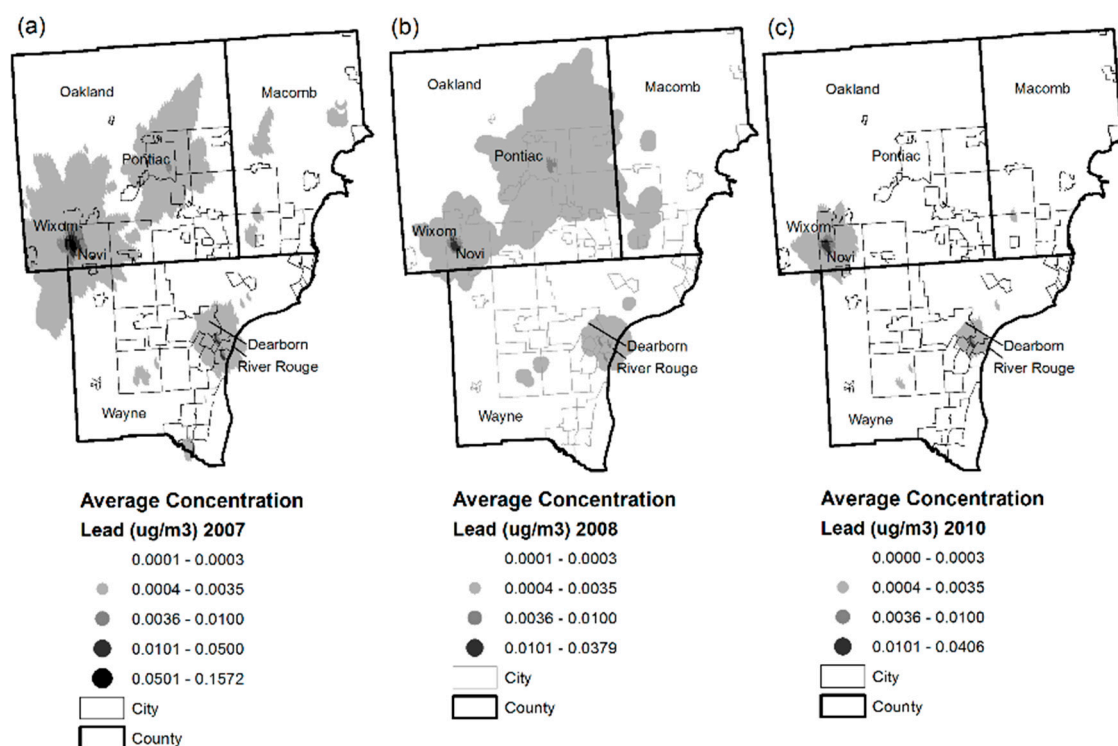 (a)
Oakland
Macomb
Pontiac
Wixom
Novi
Dearborn
River Rouge
Wayne
Average Concentration
Lead (ug/m3) 2007
0.0001 - 0.0003
0.0004 - 0.0035
0.0036 - 0.0100
0.0101 - 0.0500
0.0501 - 0.1572
City
County
(b)
Oakland
Macomb
Pontiac
Wixom
Novi
Dearborn
River Rouge
Wayne
Average Concentration
Lead (ug/m3) 2008
0.0001 - 0.0003
0.0004 - 0.0035
0.0036 - 0.0100
0.0101 - 0.0379
City
County
(c)
Oakland
Macomb
Pontiac
Wixom
Novi
Dearborn
River Rouge
Wayne
Average Concentration
Lead (ug/m3) 2010
0.0000 - 0.0003
0.0004 - 0.0035
0.0036 - 0.0100
0.0101 - 0.0406
City
County